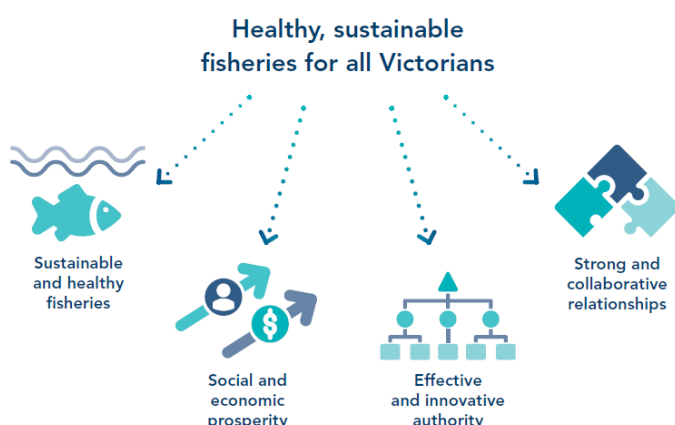 Healthy, sustainable
fisheries for all Victorians
Sustainable
and healthy
fisheries
Social and
economic
prosperity
$
Effective
and innovative
authority
Strong and
collaborative
relationships